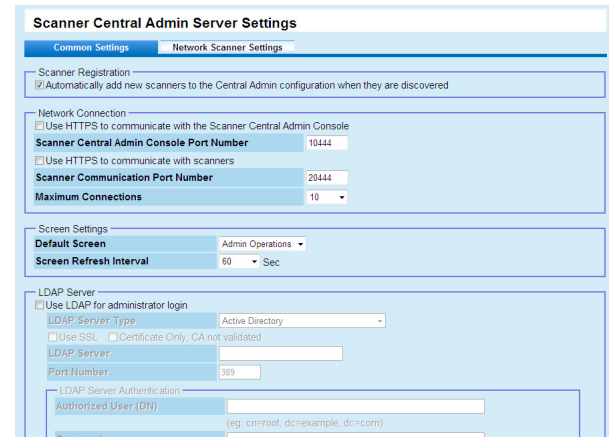 Scanner Central Admin Server Settings
Common Settings Network Scanner Settings
Scanner Registration
Automatically add new scanners to the Central Admin configuration when they are discovered
Network Connection
Use HTTPS to communicate with the Scanner Central Admin Console
Scanner Central Admin Console Port Number 10444
Use HTTPS to communicate with scanners
Scanner Communication Port Number 20444
Maximum Connections 10
Screen Settings
Default Screen Admin Operations
Screen Refresh Interval 60 Sec
LDAP Server
Use LDAP for administrator login
LDAP Server Type Active Directory
Use SSL Certificate Only, CA not validated
LDAP Server
Port Number 389
LDAP Server Authentication
Authorized User (DN)
(eg: cn=root, dc=example, dc=com)